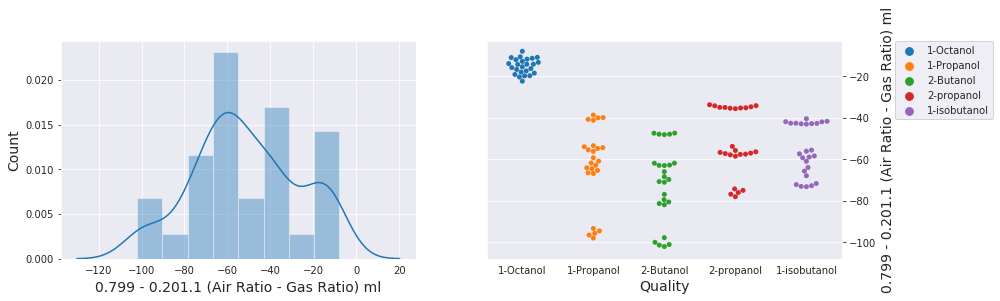 0.020
0.015
0.010
0.005
0.000
Count
−120 −100 −80 −60 −40 −20 0 20
0.799 - 0.201.1 (Air Ratio - Gas Ratio) ml
1-Octanol 1-Propanol 2-Butanol 2-propanol 1-isobutanol
Quality
−20
−40
−60
−80
−100
0.799 - 0.201.1 (Air Ratio - Gas Ratio) ml
1-Octanol
1-Propanol
2-Butanol
2-propanol
1-isobutanol